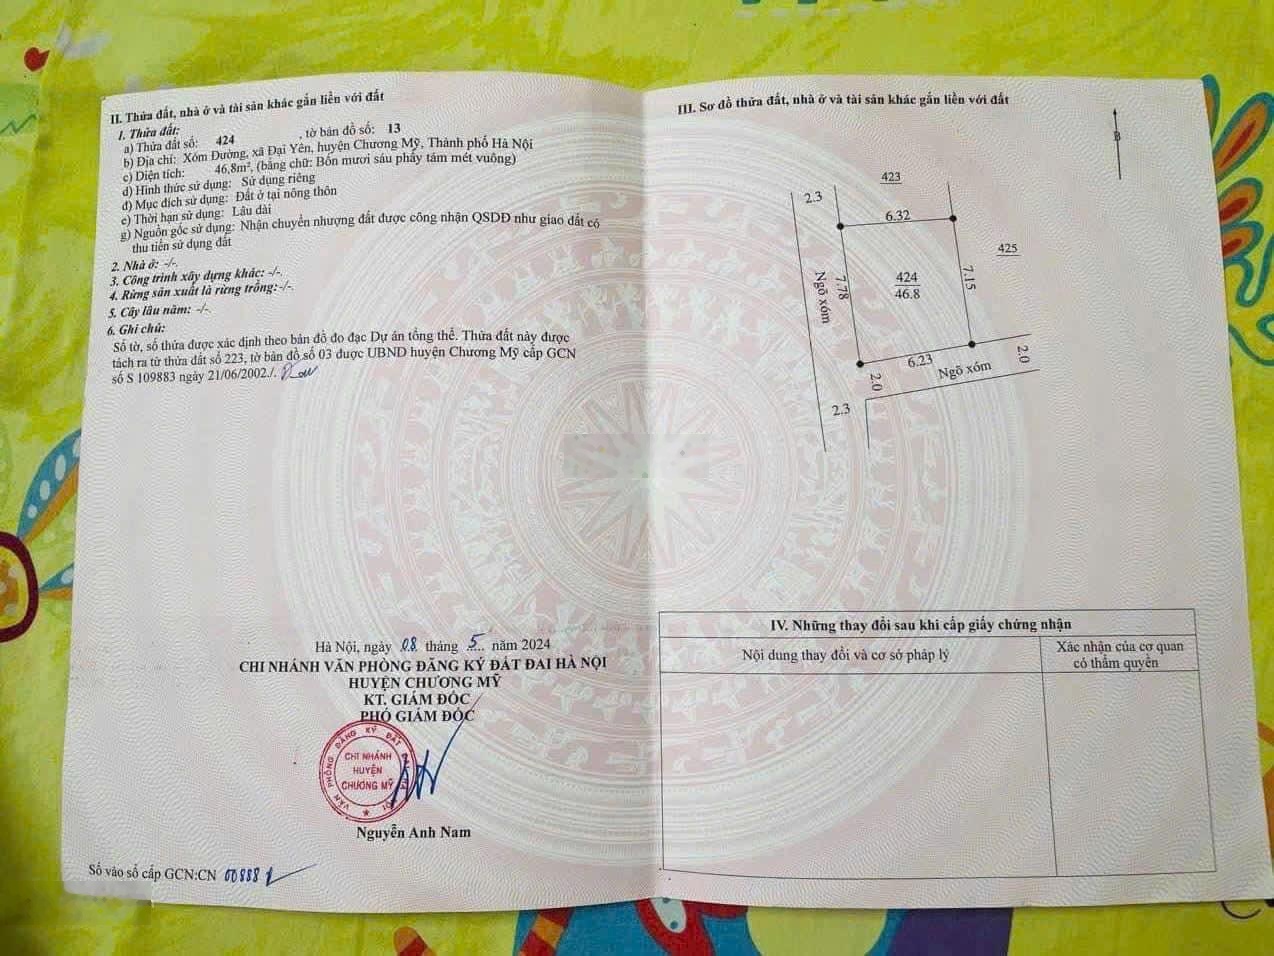 II. Thửa đất, nhà ở và tài sản khác gắn liền với đất
1. Thửa đất:
a) Thửa đất số: 424, tờ bản đồ số: 13
b) Địa chỉ: Xóm Đường, xã Đại Yên, huyện Chương Mỹ, Thành phố Hà Nội
c) Diện tích: 46,8m², (bằng chữ: Bốn mươi sáu phẩy tám mét vuông)
d) Hình thức sử dụng: Sử dụng riêng
đ) Mục đích sử dụng: Đất ở tại nông thôn
e) Thời hạn sử dụng: Lâu dài
g) Nguồn gốc sử dụng: Nhận chuyển nhượng đất được công nhận QSDĐ như giao đất có
thu tiền sử dụng đất
2. Nhà ở: -/-.
3. Công trình xây dựng khác: -/-.
4. Rừng sản xuất là rừng trồng:-/-.
5. Cây lâu năm: -/-.
6. Ghi chú:
Số tờ, số thửa được xác định theo bản đồ đo đạc Dự án tổng thể. Thửa đất này được
tách ra từ thửa đất số 223, tờ bản đồ số 03 được UBND huyện Chương Mỹ cấp GCN
số S 109883 ngày 21/06/2002./.
Hà Nội, ngày 08 tháng 5 năm 2024
CHI NHÁNH VĂN PHÒNG ĐĂNG KÝ ĐẤT ĐAI HÀ NỘI
HUYỆN CHƯƠNG MỸ
KT. GIÁM ĐỐC
PHÓ GIÁM ĐỐC
VĂN PHÒNG ĐĂNG KÝ ĐẤT ĐAI HÀ NỘI
CHI NHÁNH
HUYỆN
CHƯƠNG MỸ
Nguyễn Anh Nam
Số vào sổ cấp GCN:CN 00888
III. Sơ đồ thửa đất, nhà ở và tài sản khác gắn liền với đất
B
423
2.3
6.32
425
Ngõ xóm
7.78
424
46.8
7.15
6.23
Ngõ xóm
2.0
2.0
2.3
IV. Những thay đổi sau khi cấp giấy chứng nhận
Nội dung thay đổi và cơ sở pháp lý
Xác nhận của cơ quan
có thẩm quyền